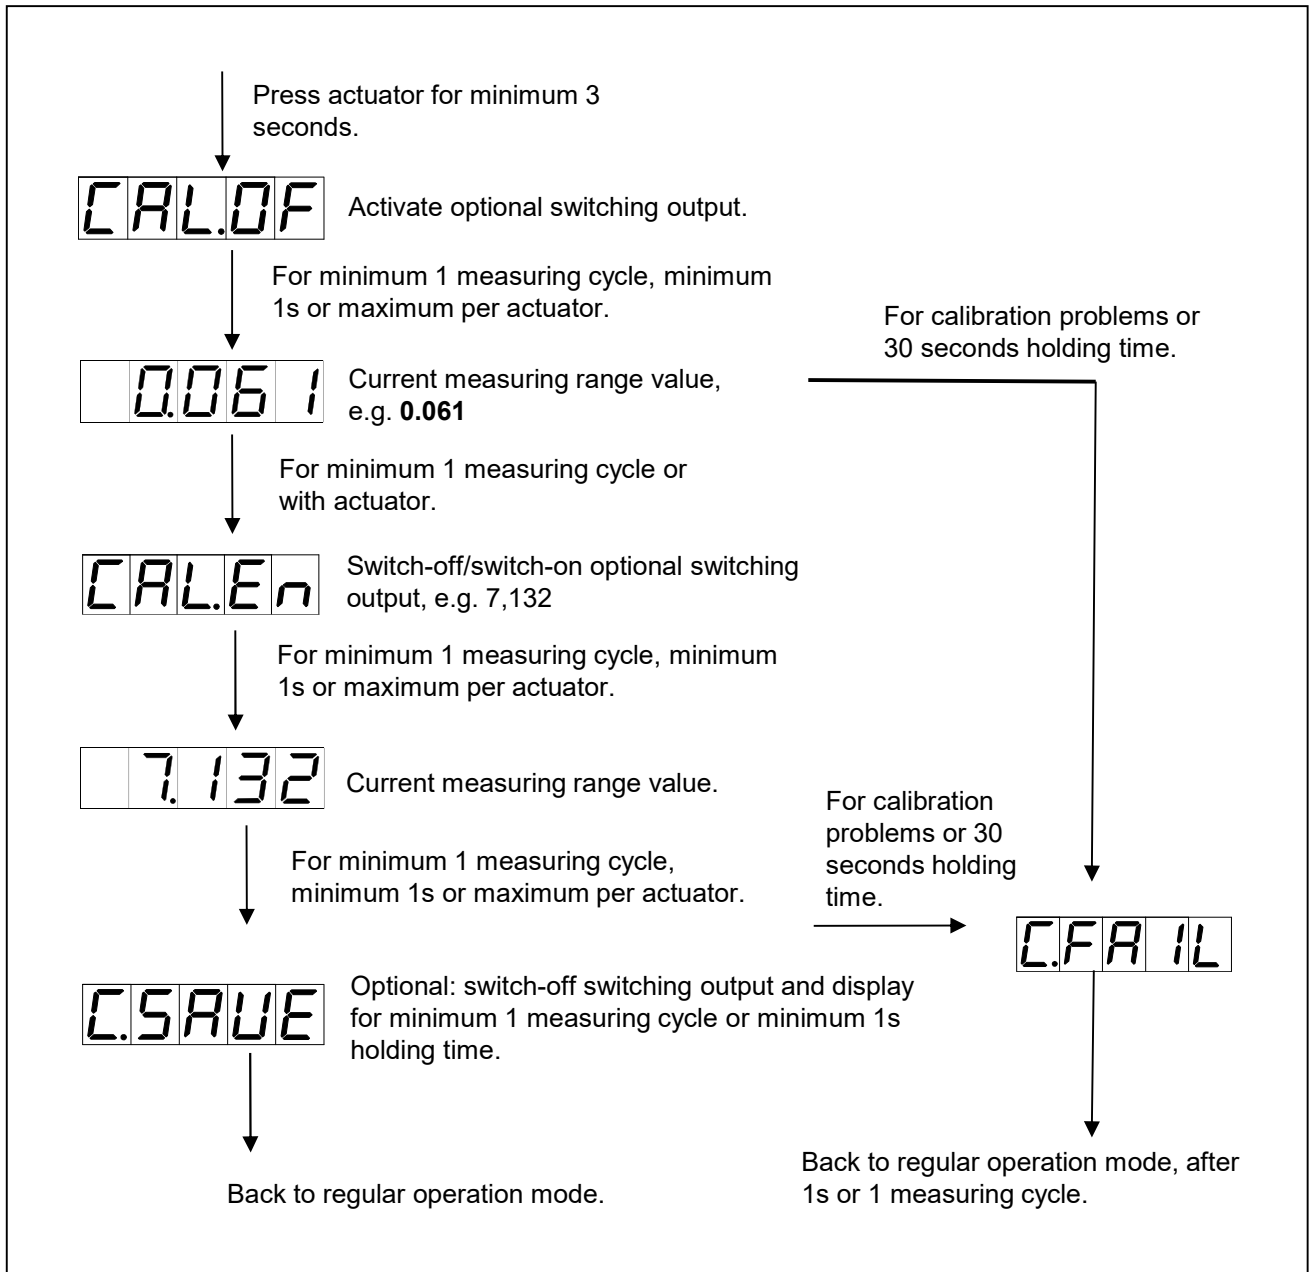 Press actuator for minimum 3
seconds.
CAL.OF
Activate optional switching output.
For minimum 1 measuring cycle, minimum
1s or maximum per actuator.
For calibration problems or
30 seconds holding time.
0.061
Current measuring range value,
e.g. 0.061
For minimum 1 measuring cycle or
with actuator.
CAL.En
Switch-off/switch-on optional switching
output, e.g. 7,132
For minimum 1 measuring cycle, minimum
1s or maximum per actuator.
7.132
Current measuring range value.
For calibration
problems or 30
seconds holding
time.
For minimum 1 measuring cycle,
minimum 1s or maximum per actuator.
C.FAIL
C.SAVE
Optional: switch-off switching output and display
for minimum 1 measuring cycle or minimum 1s
holding time.
Back to regular operation mode, after
1s or 1 measuring cycle.
Back to regular operation mode.